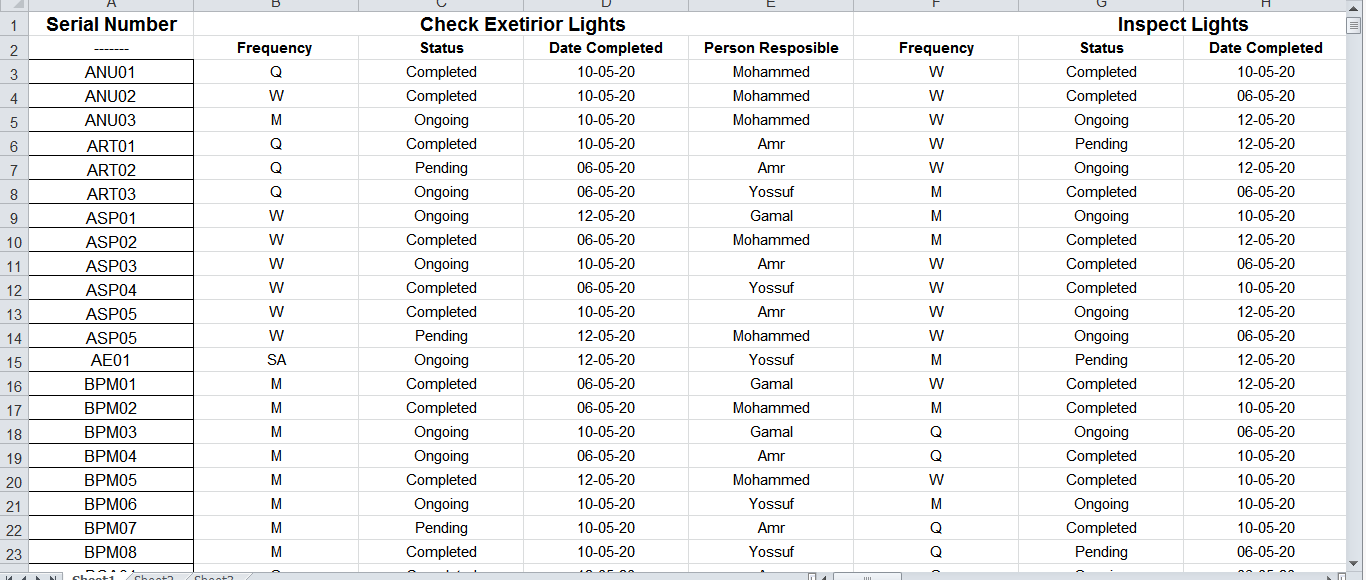 A B C D E F G H
1 Serial Number Check Exetirior Lights Inspect Lights
2 ------- Frequency Status Date Completed Person Resposible Frequency Status Date Completed
3 ANU01 Q Completed 10-05-20 Mohammed W Completed 10-05-20
4 ANU02 W Completed 10-05-20 Mohammed W Completed 06-05-20
5 ANU03 M Ongoing 10-05-20 Mohammed W Ongoing 12-05-20
6 ART01 Q Completed 10-05-20 Amr W Pending 12-05-20
7 ART02 Q Pending 06-05-20 Amr W Ongoing 12-05-20
8 ART03 Q Ongoing 06-05-20 Yossuf M Completed 06-05-20
9 ASP01 W Ongoing 12-05-20 Gamal M Ongoing 10-05-20
10 ASP02 W Completed 06-05-20 Mohammed M Completed 12-05-20
11 ASP03 W Ongoing 10-05-20 Amr W Completed 06-05-20
12 ASP04 W Completed 06-05-20 Yossuf W Completed 10-05-20
13 ASP05 W Completed 10-05-20 Amr W Ongoing 12-05-20
14 ASP05 W Pending 12-05-20 Mohammed W Ongoing 06-05-20
15 AE01 SA Ongoing 12-05-20 Yossuf M Pending 12-05-20
16 BPM01 M Completed 06-05-20 Gamal W Completed 12-05-20
17 BPM02 M Completed 06-05-20 Mohammed M Completed 10-05-20
18 BPM03 M Ongoing 10-05-20 Gamal Q Ongoing 06-05-20
19 BPM04 M Ongoing 06-05-20 Amr Q Completed 10-05-20
20 BPM05 M Completed 12-05-20 Mohammed W Completed 10-05-20
21 BPM06 M Ongoing 10-05-20 Yossuf M Ongoing 10-05-20
22 BPM07 M Pending 10-05-20 Amr Q Completed 10-05-20
23 BPM08 M Completed 10-05-20 Yossuf Q Pending 06-05-20
Sheet1 Sheet2 Sheet3